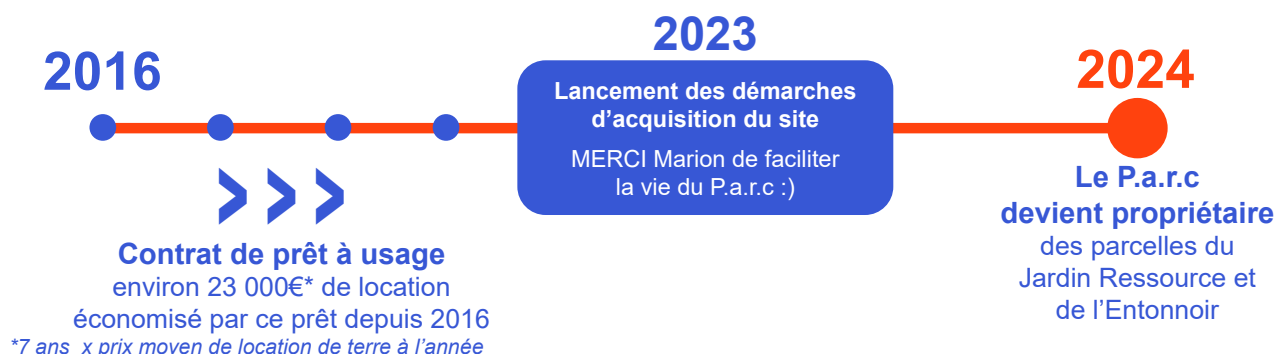 2016
Contrat de prêt à usage
environ 23 000€* de location
économisé par ce prêt depuis 2016
*7 ans x prix moyen de location de terre à l'année
2023
Lancement des démarches
d'acquisition du site
MERCI Marion de faciliter
la vie du P.a.r.c :)
2024
Le P.a.r.c
devient propriétaire
des parcelles du
Jardin Ressource et
de l'Entonnoir